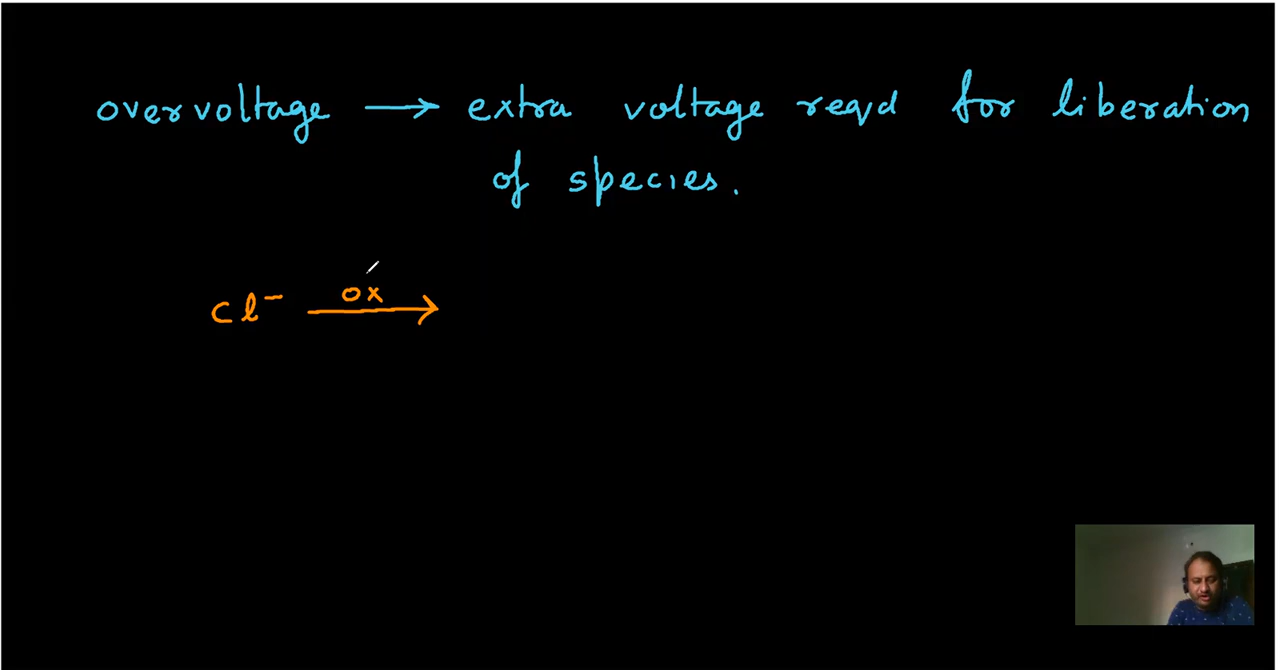 overvoltage → extra voltage reqd for liberation
of species.
Cl⁻ ox →